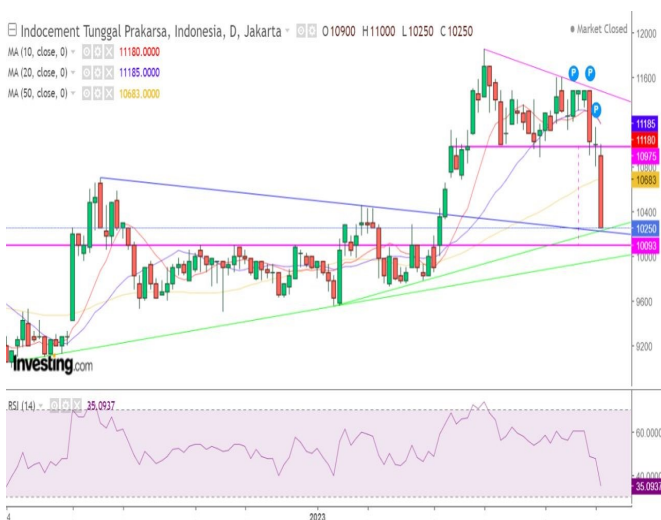 Indocement Tunggal Prakarsa, Indonesia, D, Jakarta O10900 H11000 L10250 C10250
Market Closed
MA (10, close, 0) 11180.0000
MA (20, close, 0) 11185.0000
MA (50, close, 0) 10683.0000
P P
P
12000
11600
11185
11180
10975
10800
10683
10400
10250
10093
10000
9600
9200
Investing.com
RSI (14) 35.0937
60.0000
40.0000
35.0937
4 2023